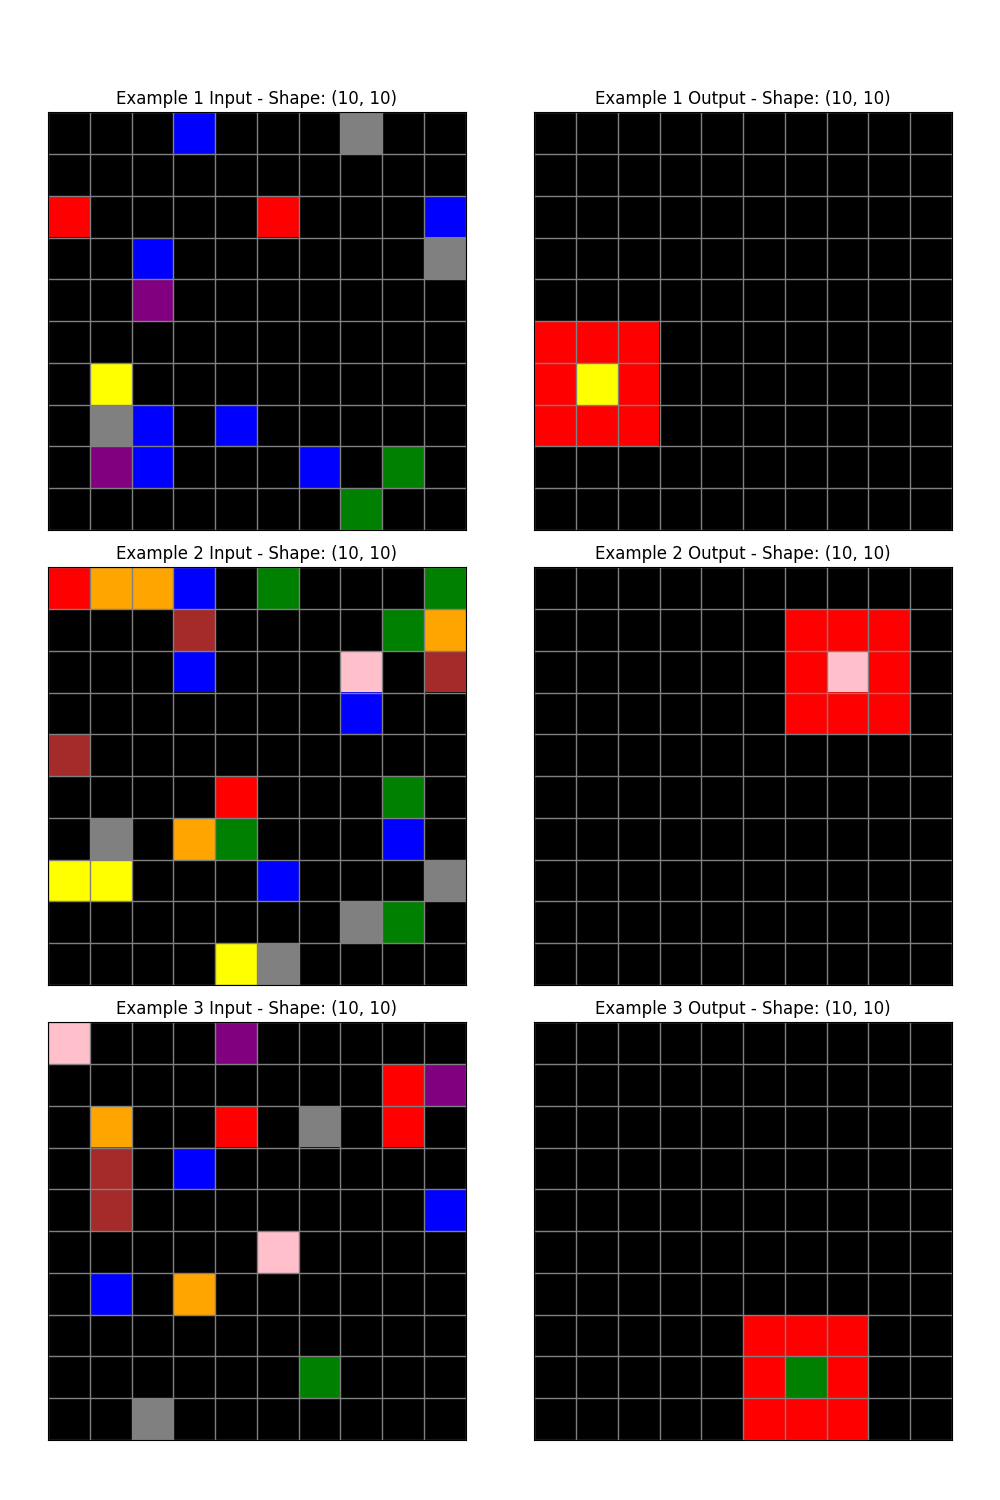 Example 1 Input - Shape: (10, 10)
Example 1 Output - Shape: (10, 10)
Example 2 Input - Shape: (10, 10)
Example 2 Output - Shape: (10, 10)
Example 3 Input - Shape: (10, 10)
Example 3 Output - Shape: (10, 10)